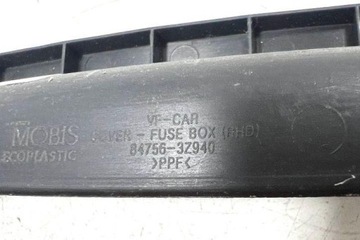 VF-CAR
MOBIS
COVER - FUSE BOX (RHD)
ECOPLASTIC
84756-3Z940
>PPF<